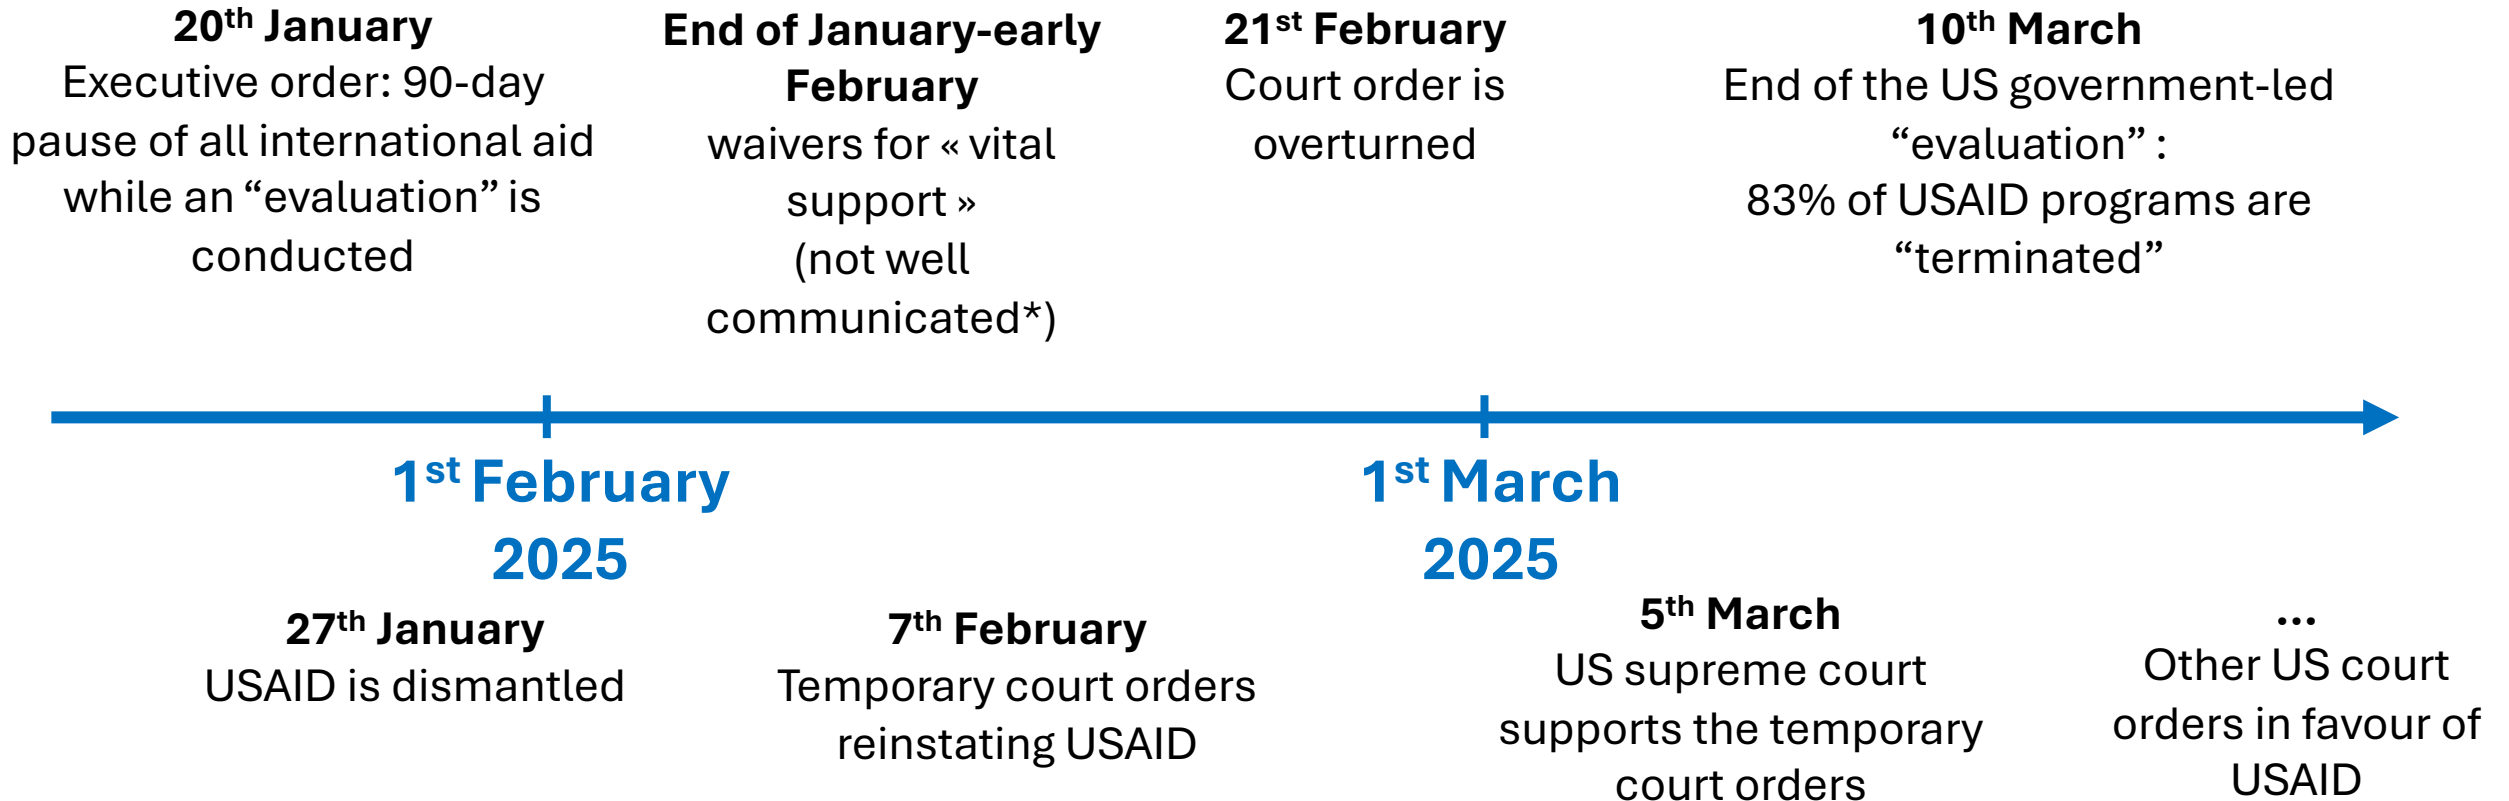 20th January
Executive order: 90-day
pause of all international aid
while an “evaluation” is
conducted
End of January-early
February
waivers for « vital
support »
(not well
communicated*)
21st February
Court order is
overturned
10th March
End of the US government-led
“evaluation” :
83% of USAID programs are
“terminated”
1st February
2025
1st March
2025
27th January
USAID is dismantled
7th February
Temporary court orders
reinstating USAID
5th March
US supreme court
supports the temporary
court orders
...
Other US court
orders in favour of
USAID